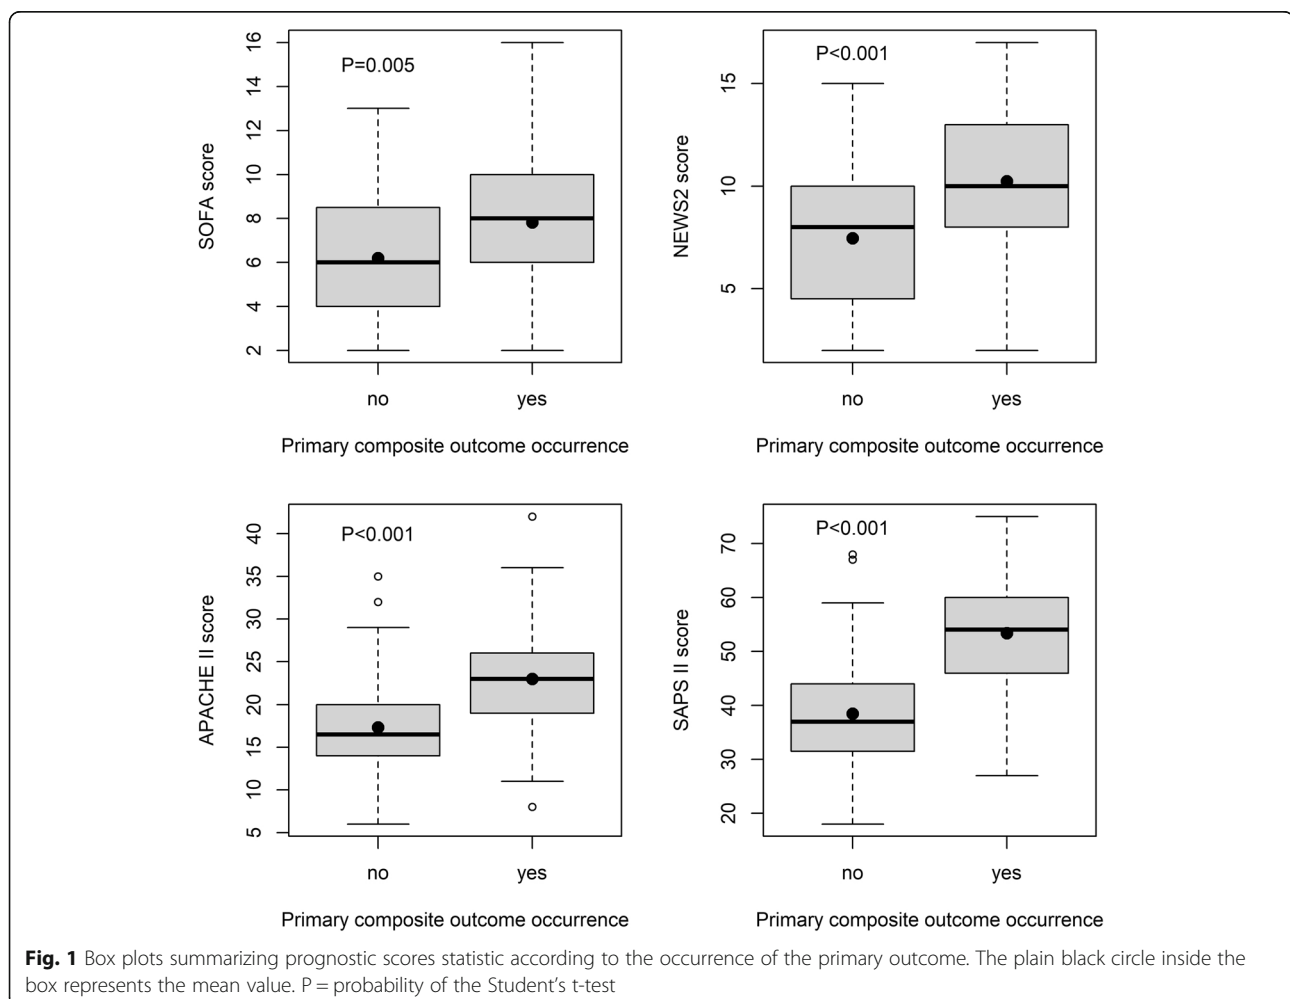 16
14
12
10
8
6
4
2
SOFA score
P=0.005
no
yes
Primary composite outcome occurrence
15
10
5
NEWS2 score
P<0.001
no
yes
Primary composite outcome occurrence
40
35
30
25
20
15
10
5
APACHE II score
P<0.001
no
yes
Primary composite outcome occurrence
70
60
50
40
30
20
SAPS II score
P<0.001
no
yes
Primary composite outcome occurrence
Fig. 1 Box plots summarizing prognostic scores statistic according to the occurrence of the primary outcome. The plain black circle inside the
box represents the mean value. P = probability of the Student's t-test